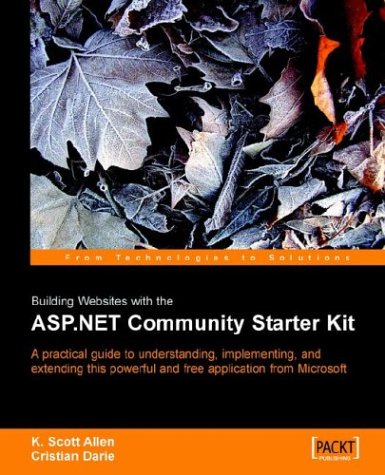 From Technologies to Solutions
Building Websites with the
ASP.NET Community Starter Kit
A practical guide to understanding, implementing, and
extending this powerful and free application from Microsoft
K. Scott Allen
Cristian Darie
PACKT
PUBLISHING